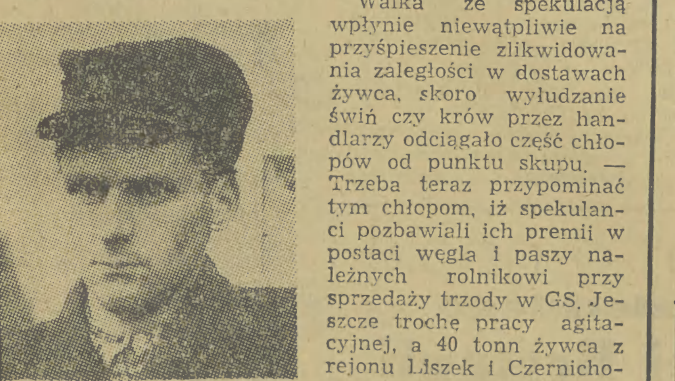 Walka ze spekulacją
wpłynie niewątpliwie na
przyśpieszenie zlikwidowa-
nia zaległości w dostawach
żywca, skoro wyłudzanie
świń czy krów przez han-
dlarzy odciągało część chło-
pów od punktu skupu. —
Trzeba teraz przypominać
tym chłopom, iż spekulan-
ci pozbawiali ich premii w
postaci węgla i paszy na-
leżnych rolnikowi przy
sprzedaży trzody w GS. Je-
szcze trochę pracy agita-
cyjnej, a 40 tonn żywca z
rejonu Liszek i Czernicho-